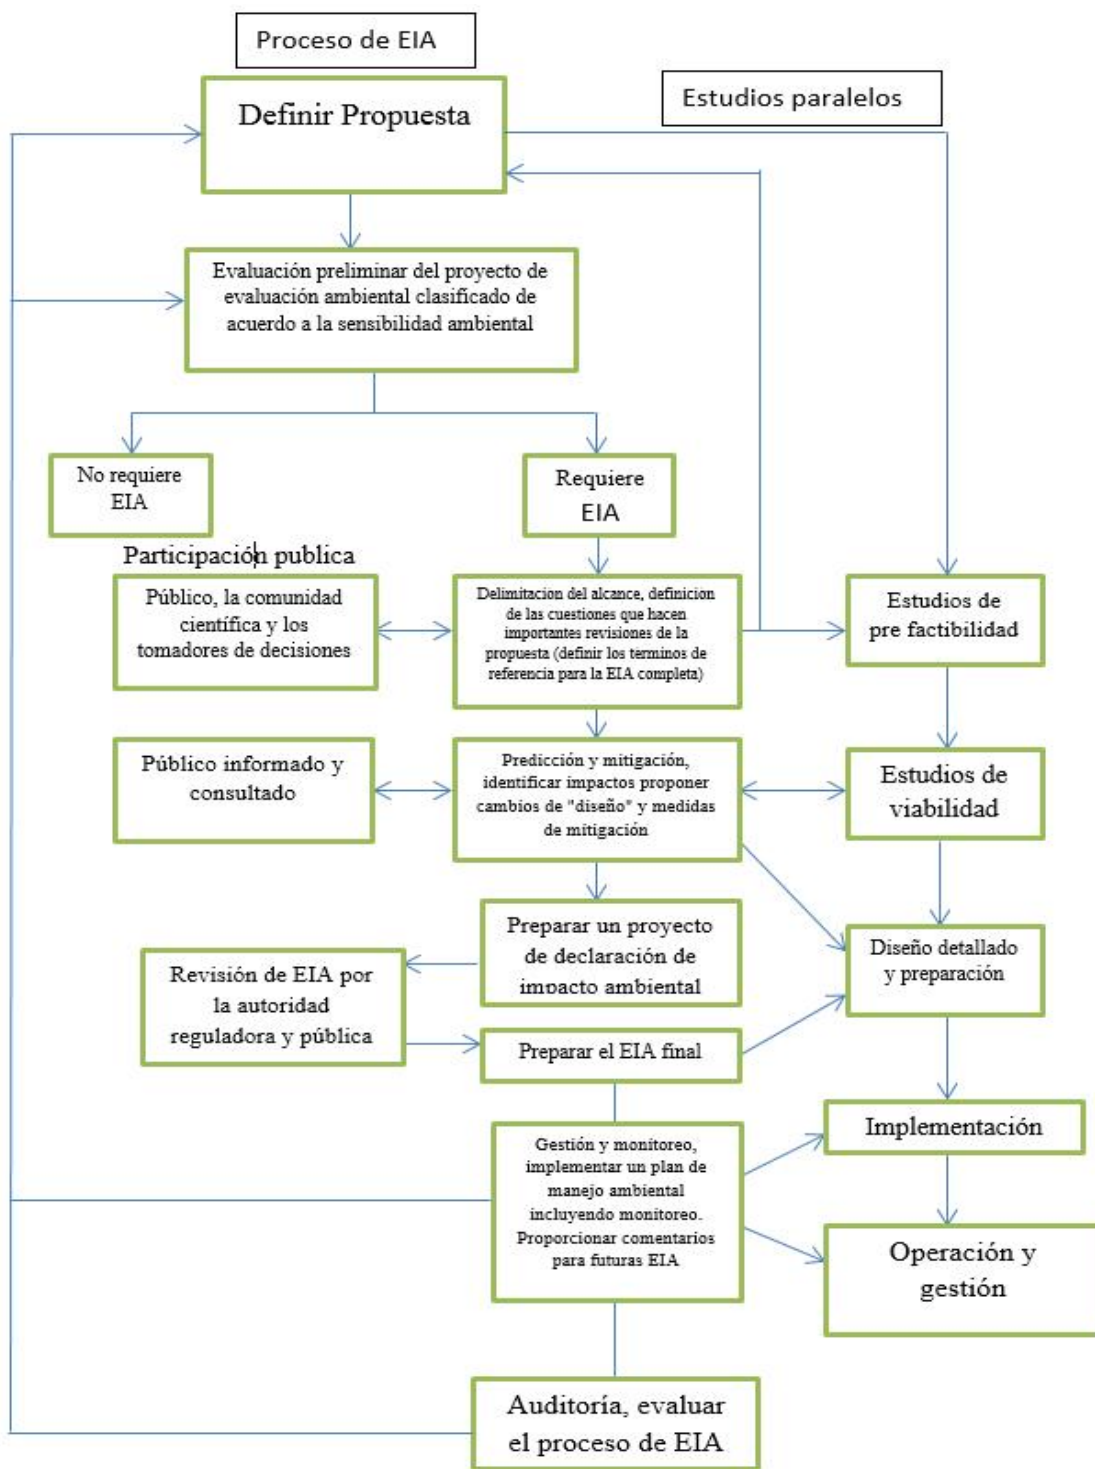 Proceso de EIA
Estudios paralelos
Definir Propuesta
Evaluación preliminar del proyecto de
evaluación ambiental clasificado de
acuerdo a la sensibilidad ambiental
No requiere
EIA
Requiere
EIA
Participación publica
Público, la comunidad
científica y los
tomadores de decisiones
Delimitación del alcance, definición
de las cuestiones que hacen
importantes revisiones de la
propuesta (definir los términos de
referencia para la EIA completa)
Estudios de
pre factibilidad
Público informado y
consultado
Predicción y mitigación,
identificar impactos proponer
cambios de "diseño" y medidas
de mitigación
Estudios de
viabilidad
Preparar un proyecto
de declaración de
impacto ambiental
Diseño detallado
y preparación
Revisión de EIA por
la autoridad
reguladora y pública
Preparar el EIA final
Implementación
Gestión y monitoreo,
implementar un plan de
manejo ambiental
incluyendo monitoreo.
Proporcionar comentarios
para futuras EIA
Operación y
gestión
Auditoría, evaluar
el proceso de EIA